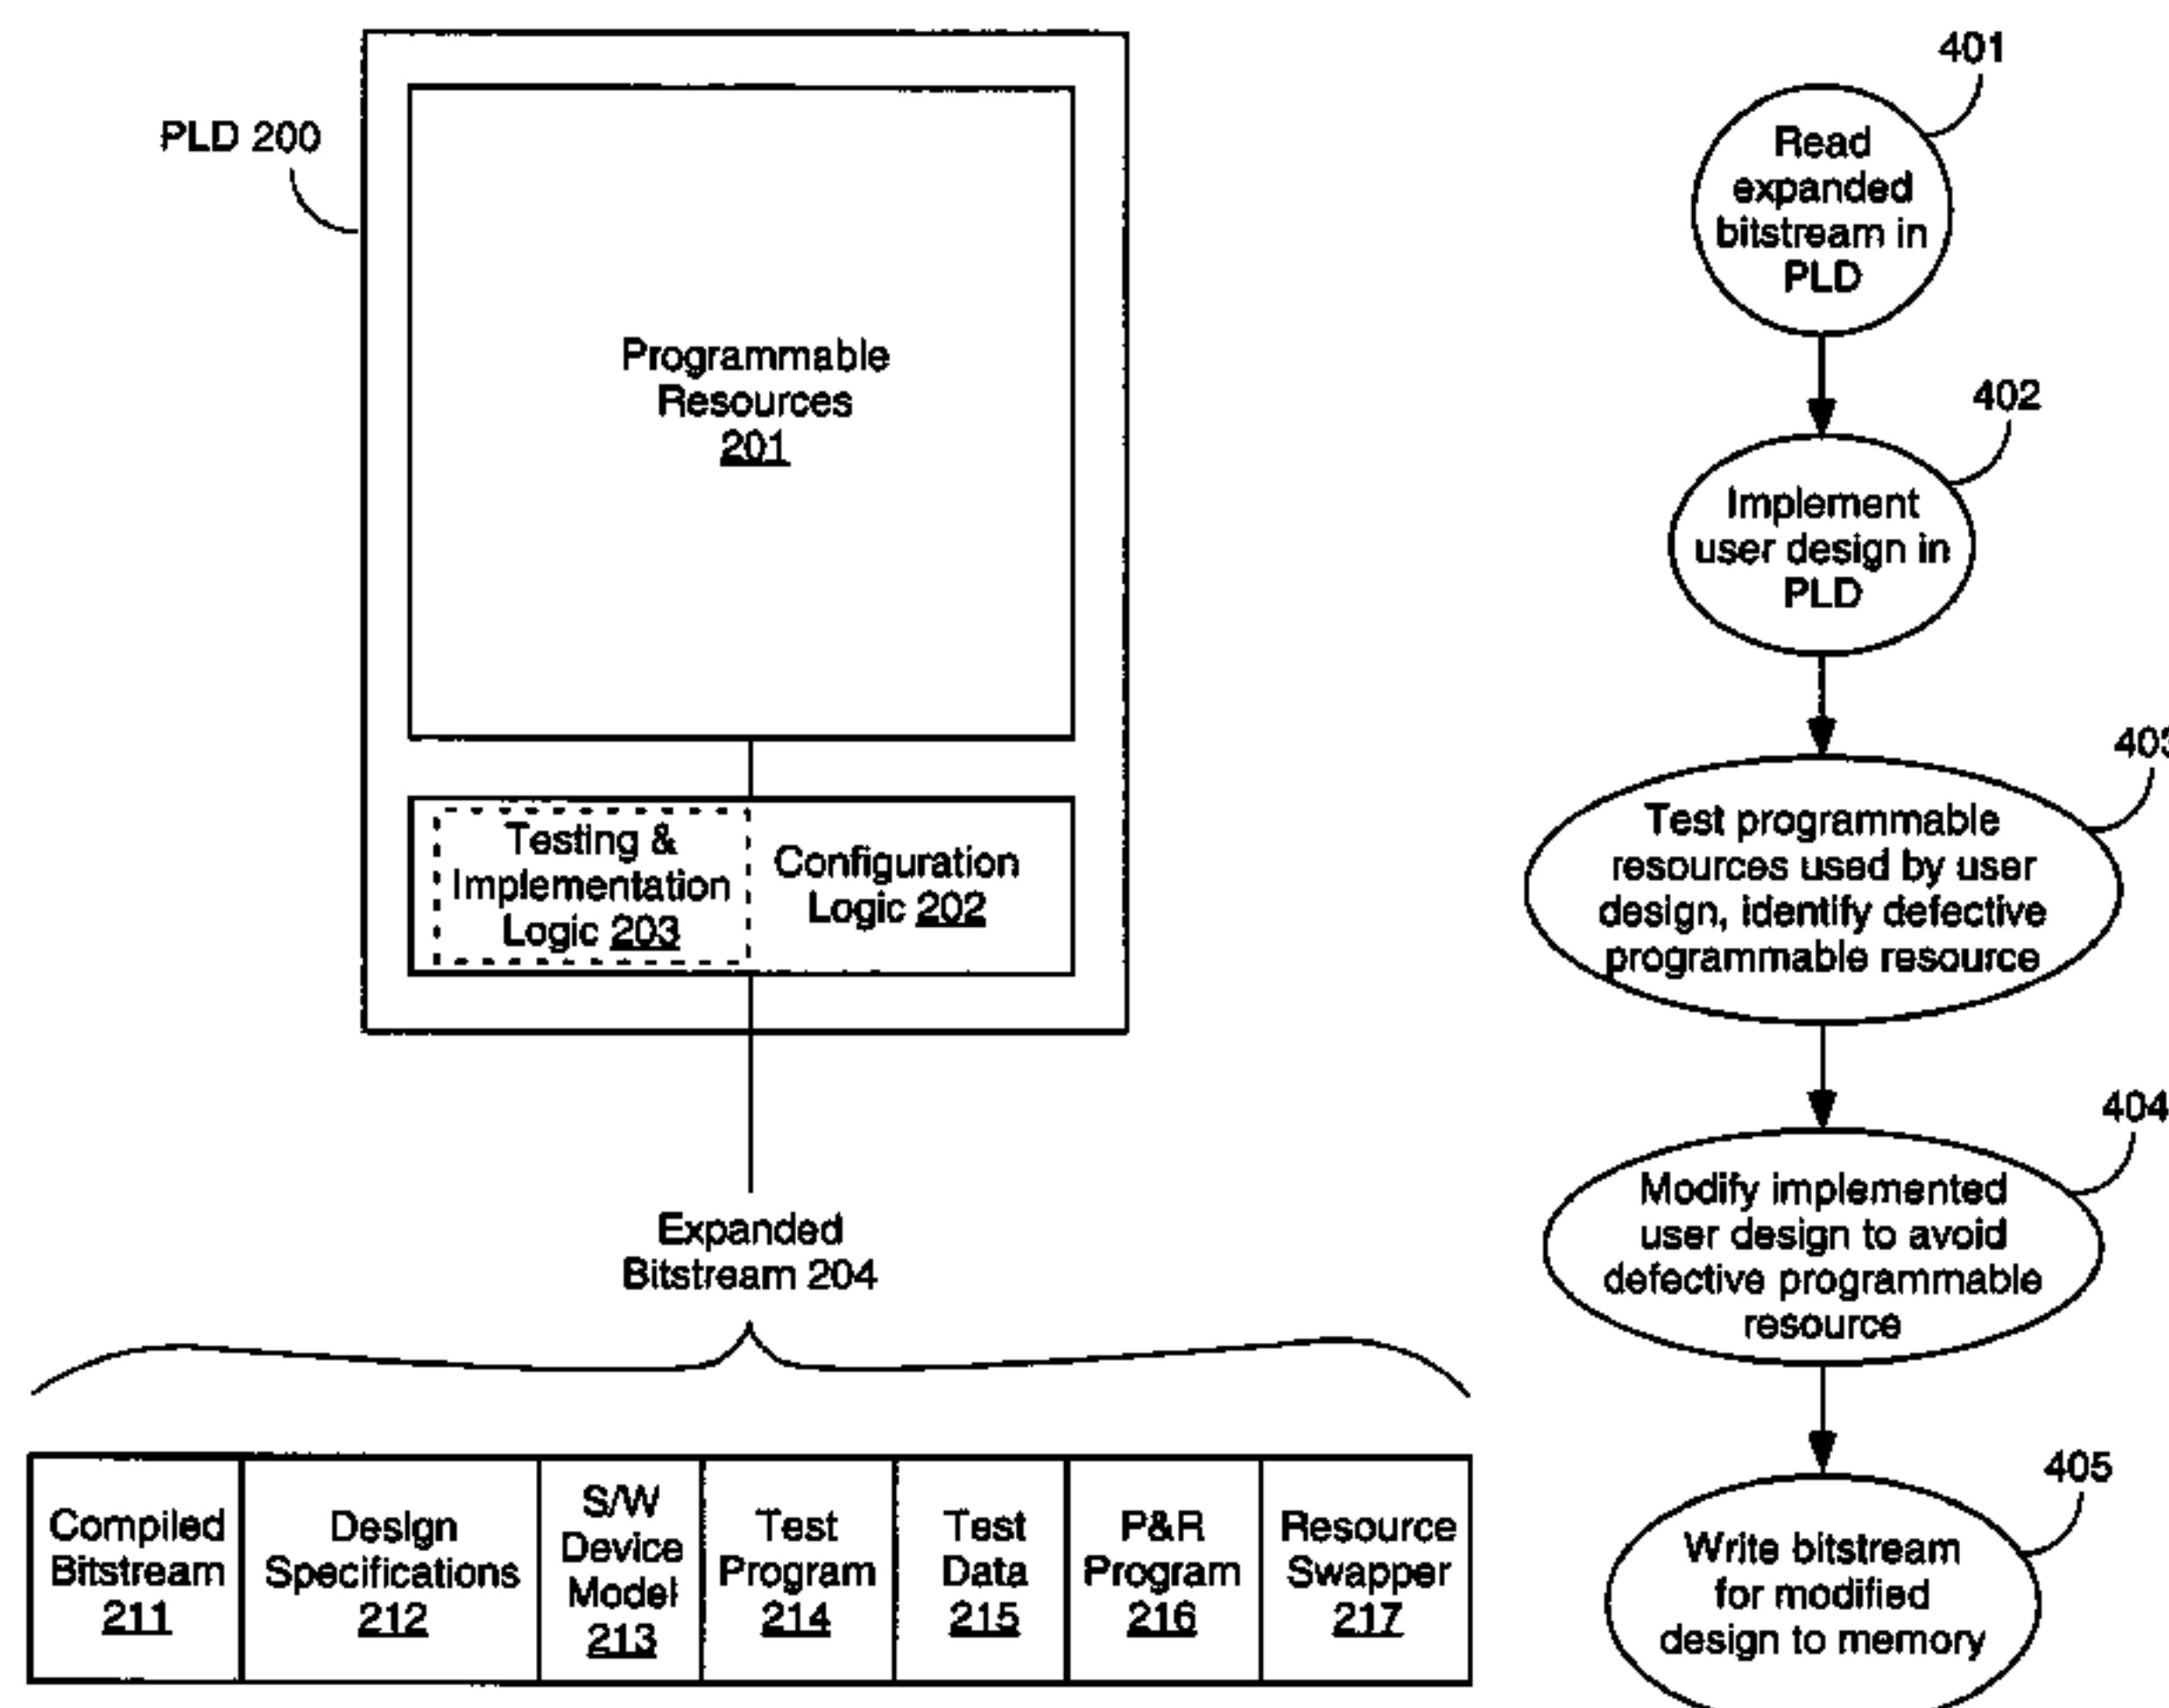 PLD 200
Programmable
Resources
201
Testing &
Implementation
Logic 203
Configuration
Logic 202
Expanded
Bitstream 204
Compiled
Bitstream
211
Design
Specifications
212
S/W
Device
Model
213
Test
Program
214
Test
Data
215
P&R
Program
216
Resource
Swapper
217
401
Read
expanded
bitstream in
PLD
402
Implement
user design in
PLD
403
Test programmable
resources used by user
design, identify defective
programmable resource
404
Modify implemented
user design to avoid
defective programmable
resource
405
Write bitstream
for modified
design to memory